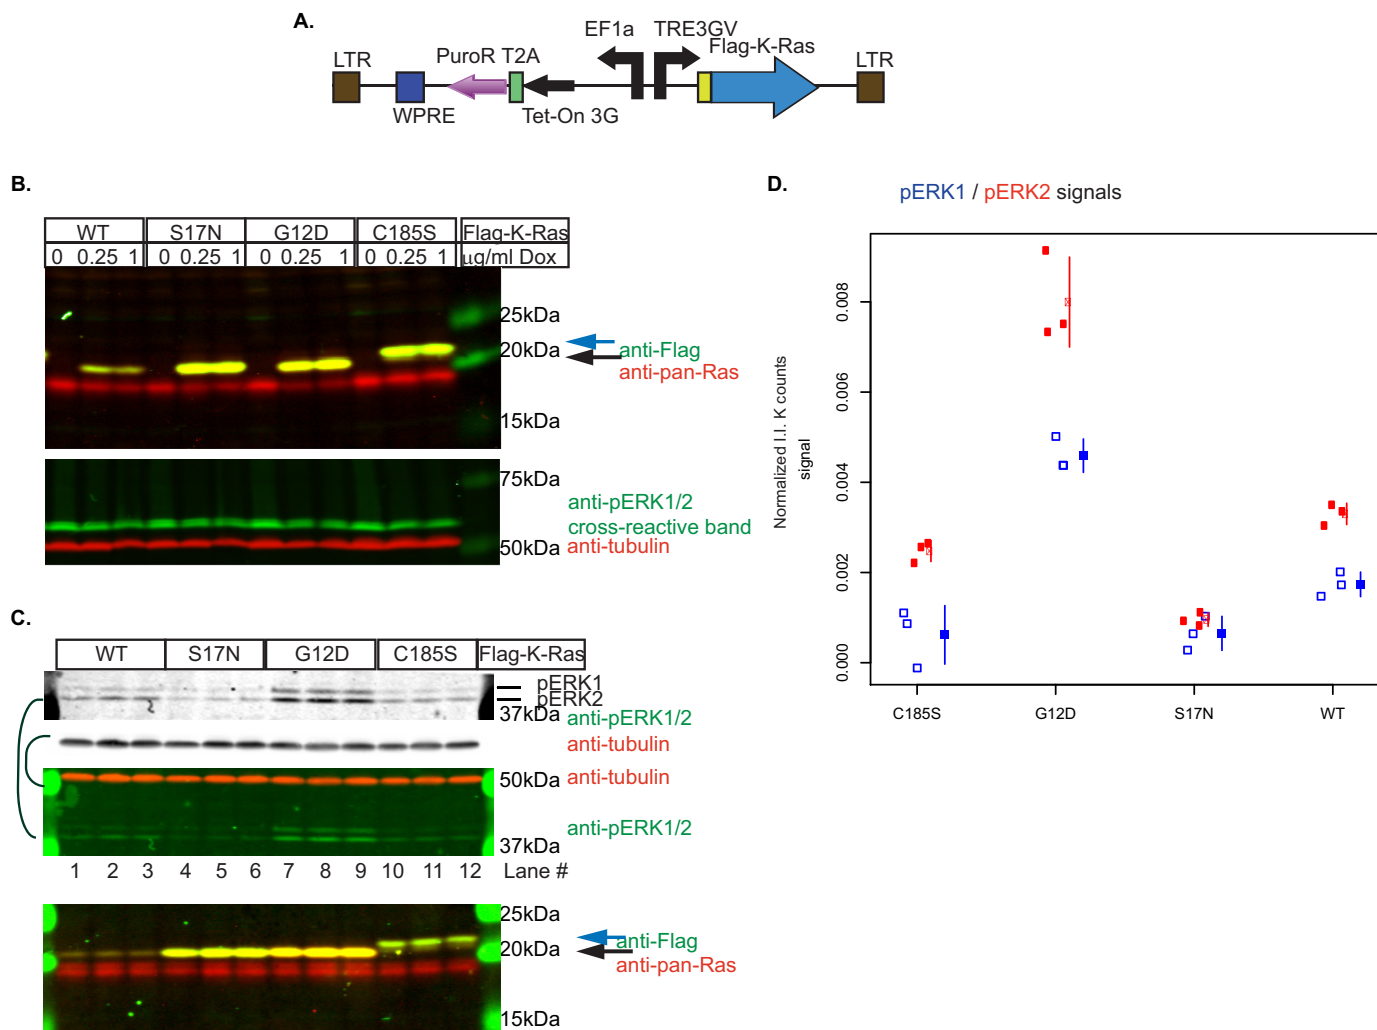 A.
EF1a TRE3GV
LTR PuroR T2A Flag-K-Ras LTR
WPRE Tet-On 3G
B.
WT S17N G12D C185S Flag-K-Ras
0 0.25 1 0 0.25 1 0 0.25 1 0 0.25 1 µg/ml Dox
25kDa
20kDa anti-Flag
anti-pan-Ras
15kDa
75kDa
anti-pERK1/2
cross-reactive band
50kDa anti-tubulin
C.
WT S17N G12D C185S Flag-K-Ras
pERK1
pERK2
37kDa anti-pERK1/2
anti-tubulin
50kDa anti-tubulin
anti-pERK1/2
37kDa
1 2 3 4 5 6 7 8 9 10 11 12 Lane #
25kDa
20kDa anti-Flag
anti-pan-Ras
15kDa
D.
pERK1 / pERK2 signals
Normalized I.I. K counts
signal
0.008
0.006
0.004
0.002
0.000
C185S G12D S17N WT